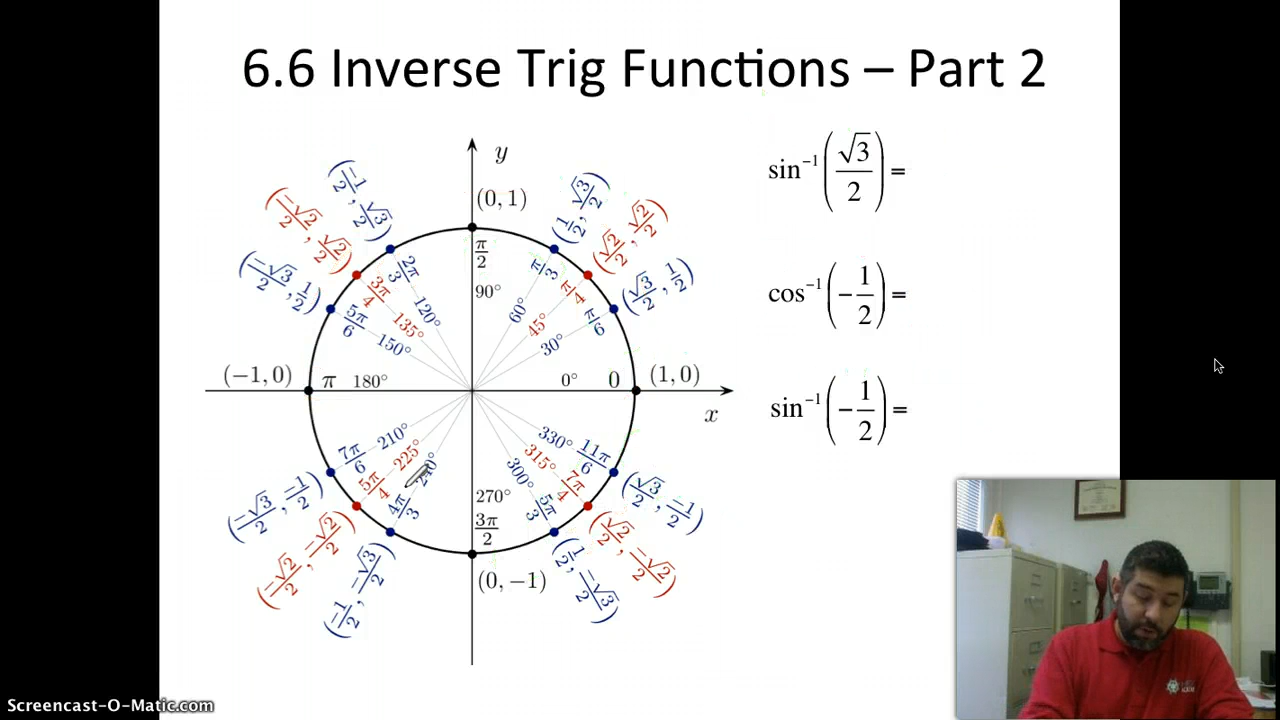 6.6 Inverse Trig Functions – Part 2
sin⁻¹(√3/2) =
cos⁻¹(−1/2) =
sin⁻¹(−1/2) =
y
x
(0, 1)
π/2
90°
(1/2, √3/2)
π/3
60°
(√2/2, √2/2)
π/4
45°
(√3/2, 1/2)
π/6
30°
(1, 0)
0
0°
(−1/2, √3/2)
2π/3
120°
(−√2/2, √2/2)
3π/4
135°
(−√3/2, 1/2)
5π/6
150°
(−1, 0)
π
180°
(−√3/2, −1/2)
7π/6
210°
(−√2/2, −√2/2)
5π/4
225°
(−1/2, −√3/2)
4π/3
(0, −1)
3π/2
270°
(1/2, −√3/2)
5π/3
300°
(√2/2, −√2/2)
7π/4
315°
(√3/2, −1/2)
11π/6
330°
Screencast-O-Matic.com